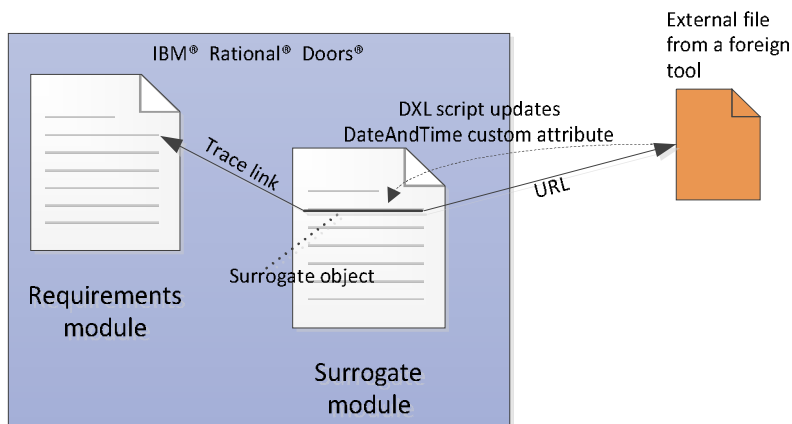 External file
from a foreign
tool
IBM® Rational® Doors®
DXL script updates
DateAndTime custom attribute
Trace link
URL
Surrogate object
Requirements
module
Surrogate
module